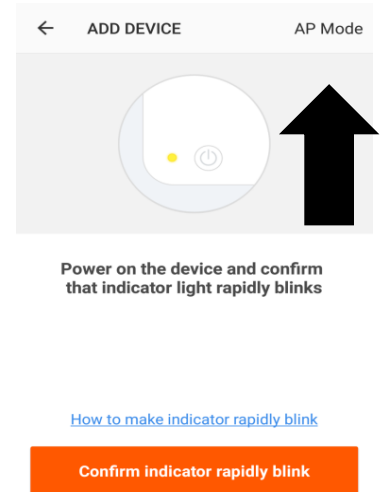 ADD DEVICE AP Mode
Power on the device and confirm
that indicator light rapidly blinks
How to make indicator rapidly blink
Confirm indicator rapidly blink